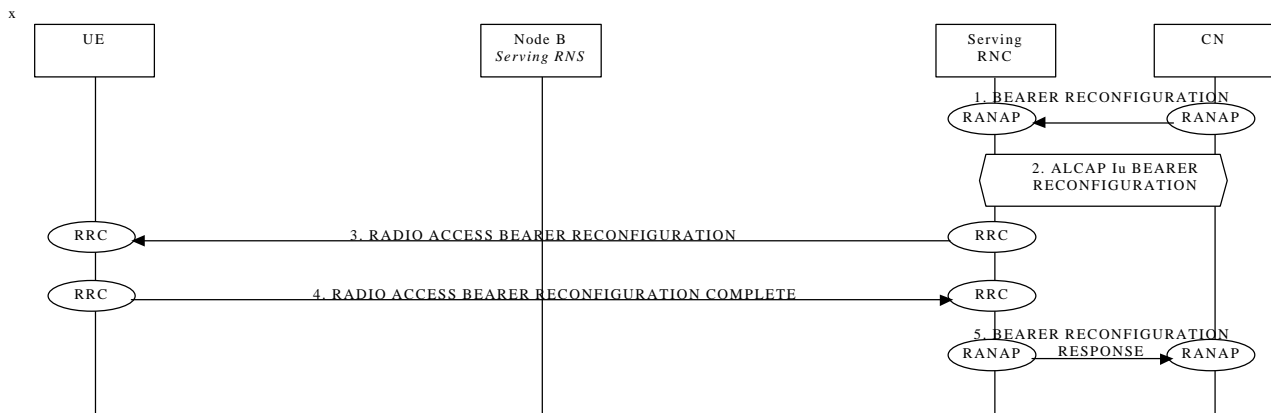 x
UE
Node B
Serving RNS
Serving
RNC
CN
1. BEARER RECONFIGURATION
RANAP
RANAP
2. ALCAP Iu BEARER
RECONFIGURATION
RRC
3. RADIO ACCESS BEARER RECONFIGURATION
RRC
RRC
4. RADIO ACCESS BEARER RECONFIGURATION COMPLETE
RRC
5. BEARER RECONFIGURATION
RESPONSE
RANAP
RANAP